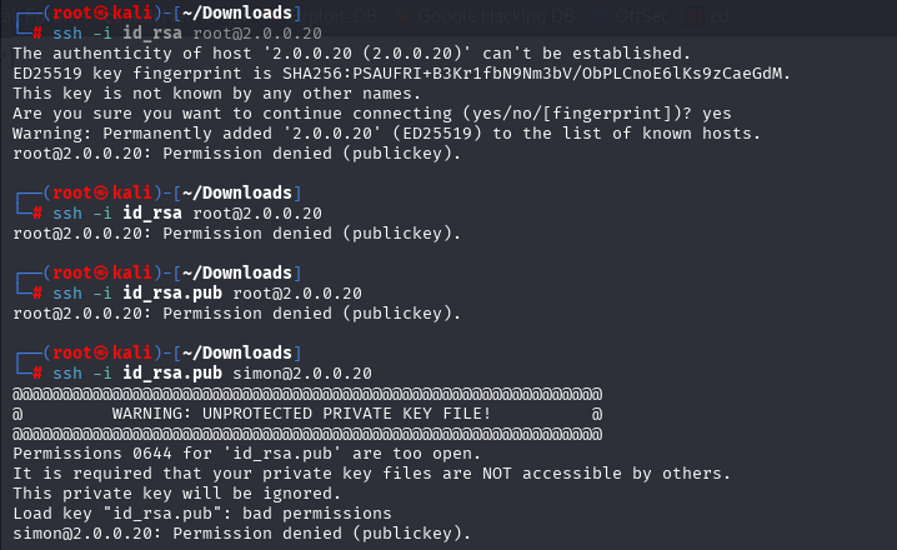 Exploit-DB Google Hacking DB OffSec cd
┌──(root㉿kali)-[~/Downloads]
└─# ssh -i id_rsa root@2.0.0.20
The authenticity of host '2.0.0.20 (2.0.0.20)' can't be established.
ED25519 key fingerprint is SHA256:PSAUFRI+B3Kr1fbN9Nm3bV/ObPLCnoE6lKs9zCaeGdM.
This key is not known by any other names.
Are you sure you want to continue connecting (yes/no/[fingerprint])? yes
Warning: Permanently added '2.0.0.20' (ED25519) to the list of known hosts.
root@2.0.0.20: Permission denied (publickey).
┌──(root㉿kali)-[~/Downloads]
└─# ssh -i id_rsa root@2.0.0.20
root@2.0.0.20: Permission denied (publickey).
┌──(root㉿kali)-[~/Downloads]
└─# ssh -i id_rsa.pub root@2.0.0.20
root@2.0.0.20: Permission denied (publickey).
┌──(root㉿kali)-[~/Downloads]
└─# ssh -i id_rsa.pub simon@2.0.0.20
@@@@@@@@@@@@@@@@@@@@@@@@@@@@@@@@@@@@@@@@@@@@@@@@@@@@@@@@@@@
@         WARNING: UNPROTECTED PRIVATE KEY FILE!          @
@@@@@@@@@@@@@@@@@@@@@@@@@@@@@@@@@@@@@@@@@@@@@@@@@@@@@@@@@@@
Permissions 0644 for 'id_rsa.pub' are too open.
It is required that your private key files are NOT accessible by others.
This private key will be ignored.
Load key "id_rsa.pub": bad permissions
simon@2.0.0.20: Permission denied (publickey).